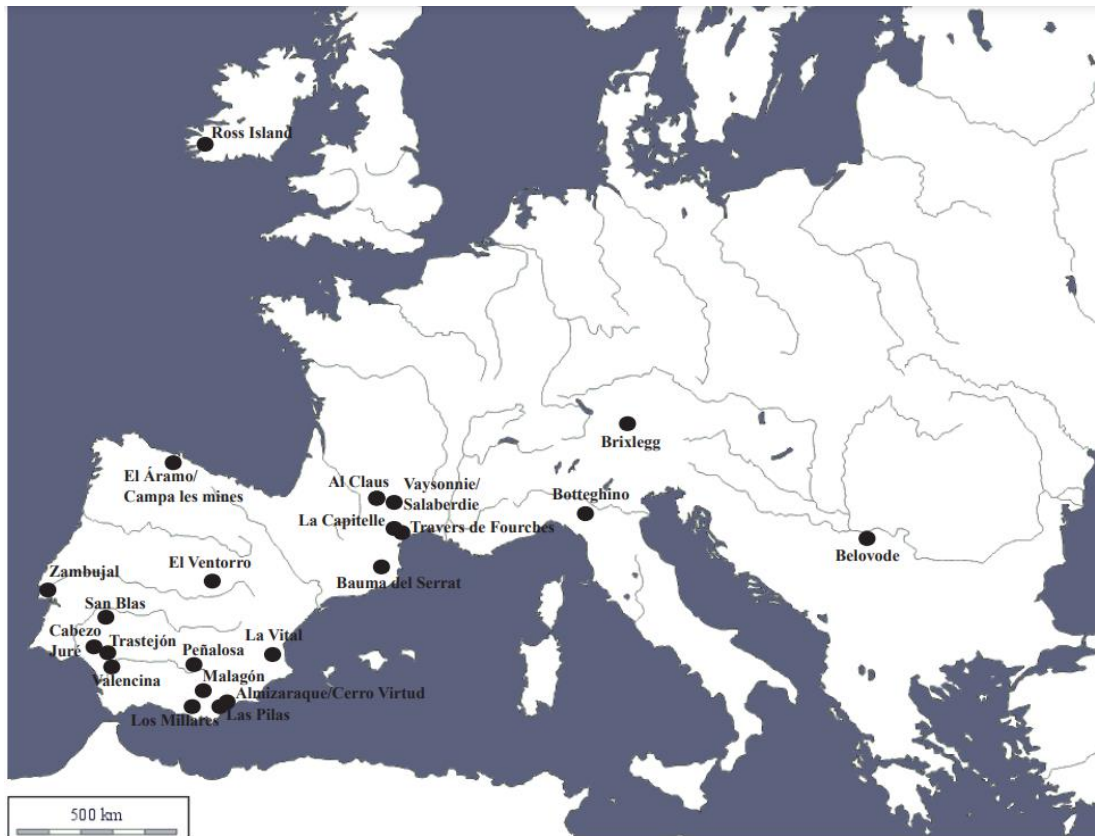 Ross Island
Brixlegg
El Áramo/
Campa les mines
Al Claus
Vaysonnie/
Salaberdie
Botteghino
La Capitelle
Travers de Fourches
Belovode
El Ventorro
Bauma del Serrat
Zambujal
San Blas
Cabezo
Juré
Trastejón
La Vital
Peñalosa
Valencina
Malagón
Almizaraque/Cerro Virtud
Los Millares
Las Pilas
500 km